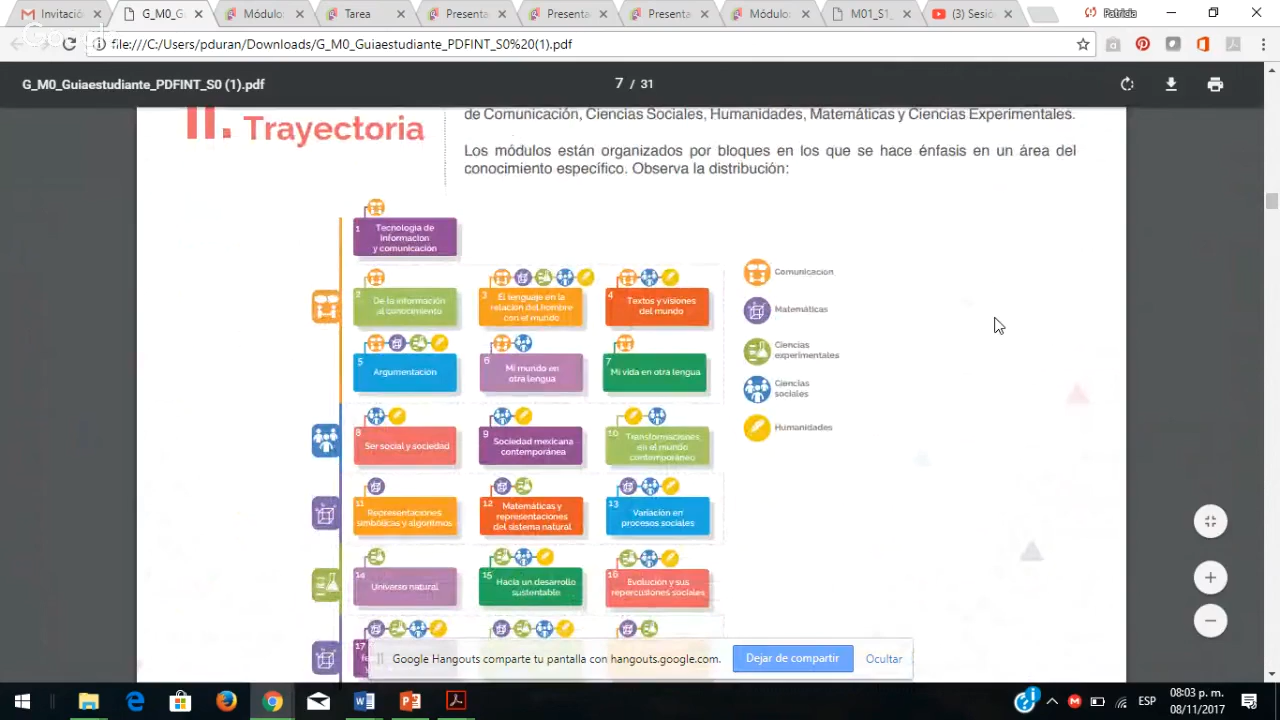 Invitació
G_M0_G
Módulo:
Tarea
Presenta
Presenta
Presenta
Módulo:
M01_S1_
(3) Sesió
Patricia
file:///C:/Users/pduran/Downloads/G_M0_Guiaestudiante_PDFINT_S0%20(1).pdf
G_M0_Guiaestudiante_PDFINT_S0 (1).pdf
7 / 31
II. Trayectoria
de Comunicación, Ciencias Sociales, Humanidades, Matemáticas y Ciencias Experimentales.
Los módulos están organizados por bloques en los que se hace énfasis en un área del
conocimiento específico. Observa la distribución:
1
Tecnología de
información
y comunicación
2
De la información
al conocimiento
3
El lenguaje en la
relación del hombre
con el mundo
4
Textos y visiones
del mundo
5
Argumentación
6
Mi mundo en
otra lengua
7
Mi vida en otra lengua
8
Ser social y sociedad
9
Sociedad mexicana
contemporánea
10
Transformaciones
en el mundo
contemporáneo
11
Representaciones
simbólicas y algoritmos
12
Matemáticas y
representaciones
del sistema natural
13
Variación en
procesos sociales
14
Universo natural
15
Hacia un desarrollo
sustentable
16
Evolución y sus
repercusiones sociales
17
Comunicación
Matemáticas
Ciencias
experimentales
Ciencias
sociales
Humanidades
Google Hangouts comparte tu pantalla con hangouts.google.com.
Dejar de compartir
Ocultar
ESP
08:03 p. m.
08/11/2017